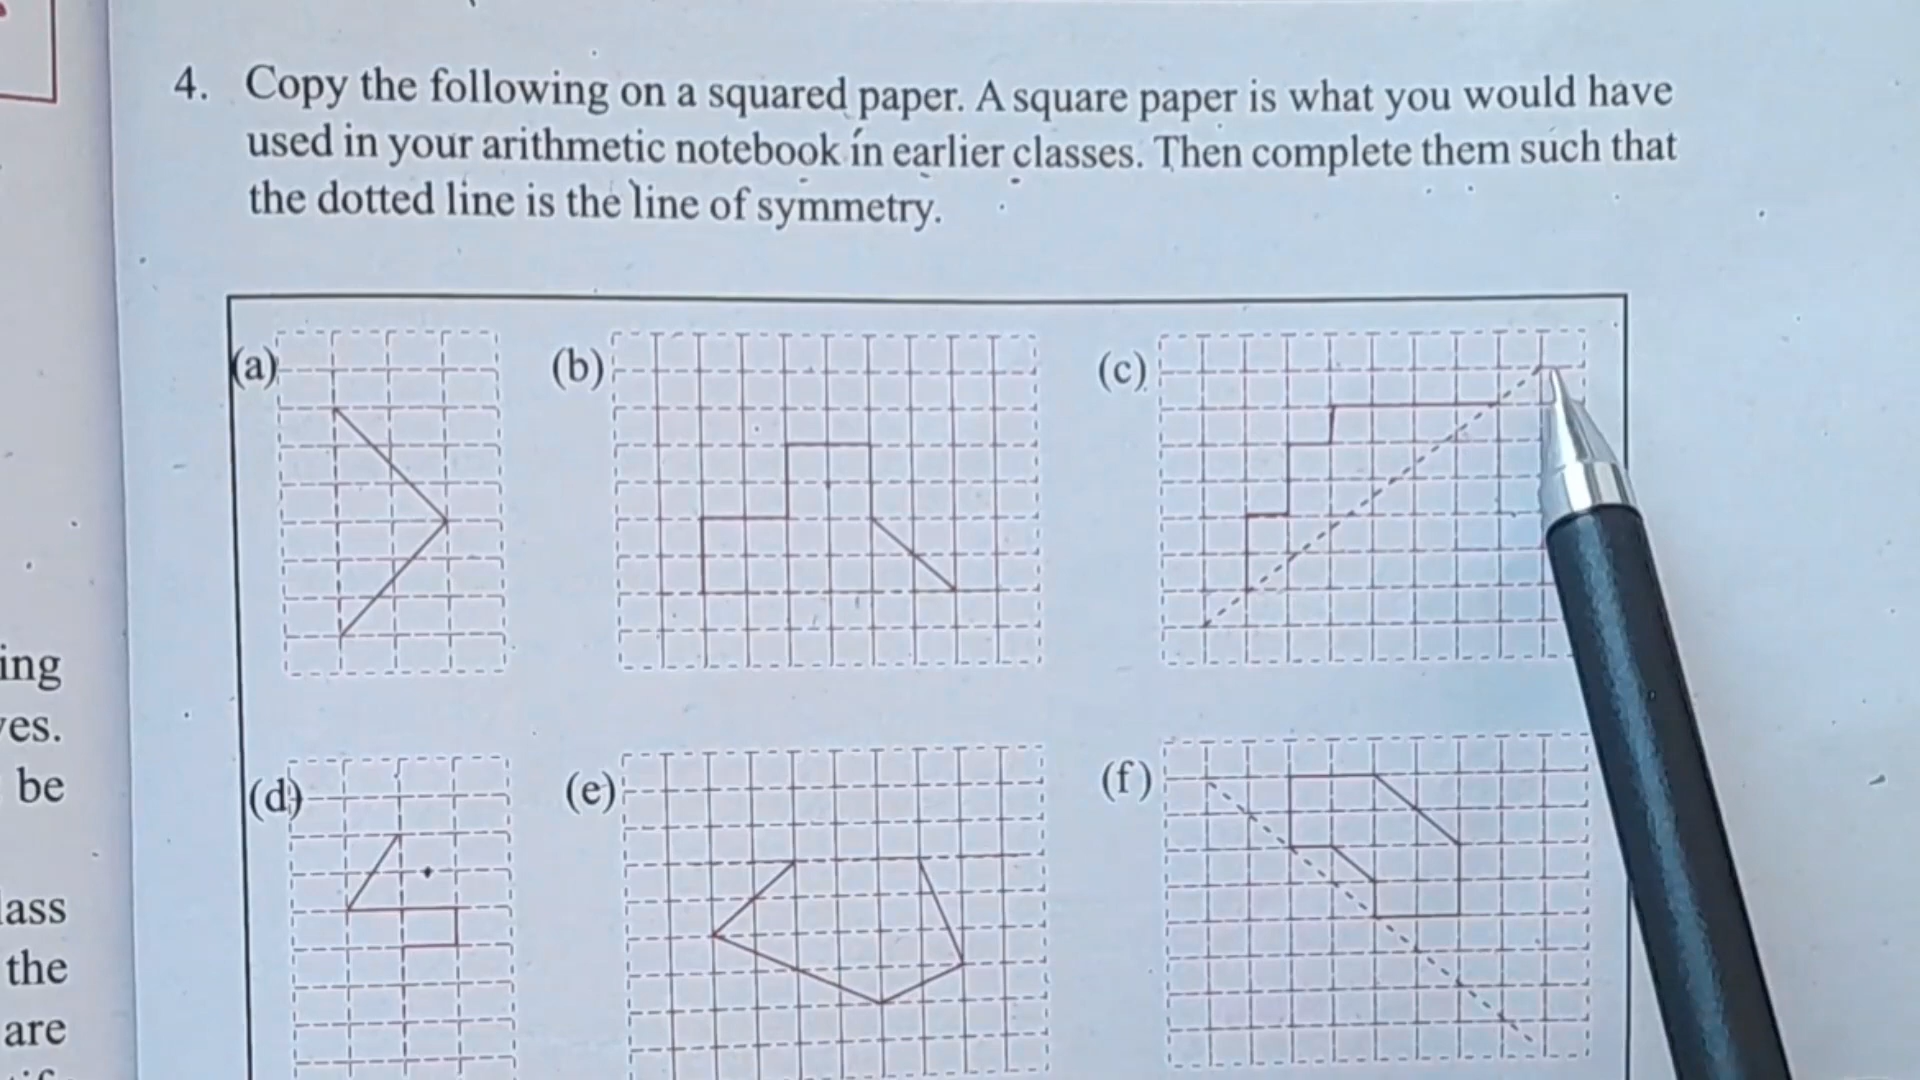 4. Copy the following on a squared paper. A square paper is what you would have
used in your arithmetic notebook in earlier classes. Then complete them such that
the dotted line is the line of symmetry.
(a)
(b)
(c)
(d)
(e)
(f)
ing
be
lass
the
are